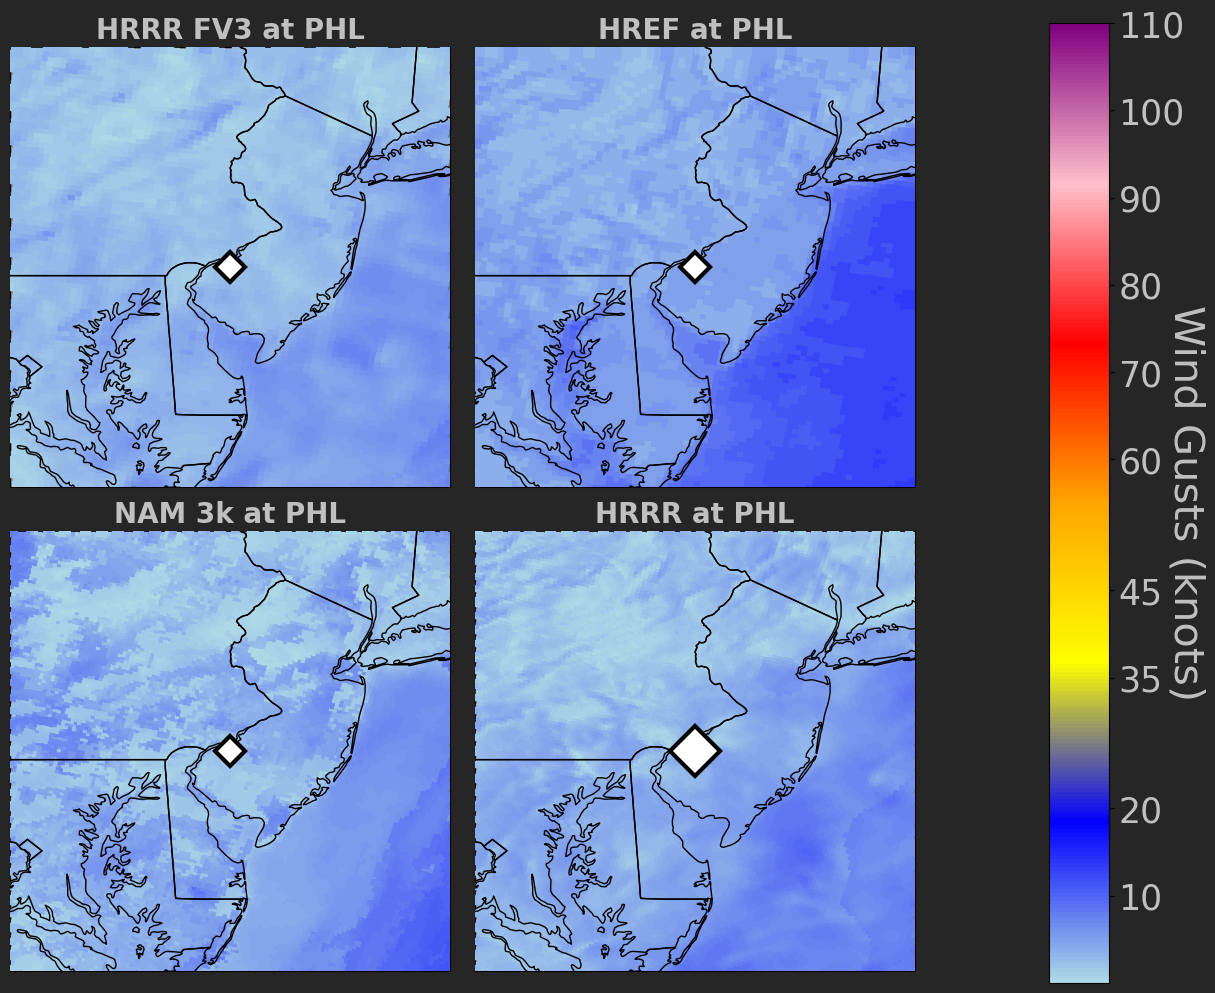 HRRR FV3 at PHL
HREF at PHL
NAM 3k at PHL
HRRR at PHL
110
100
90
80
70
60
45
35
20
10
Wind Gusts (knots)